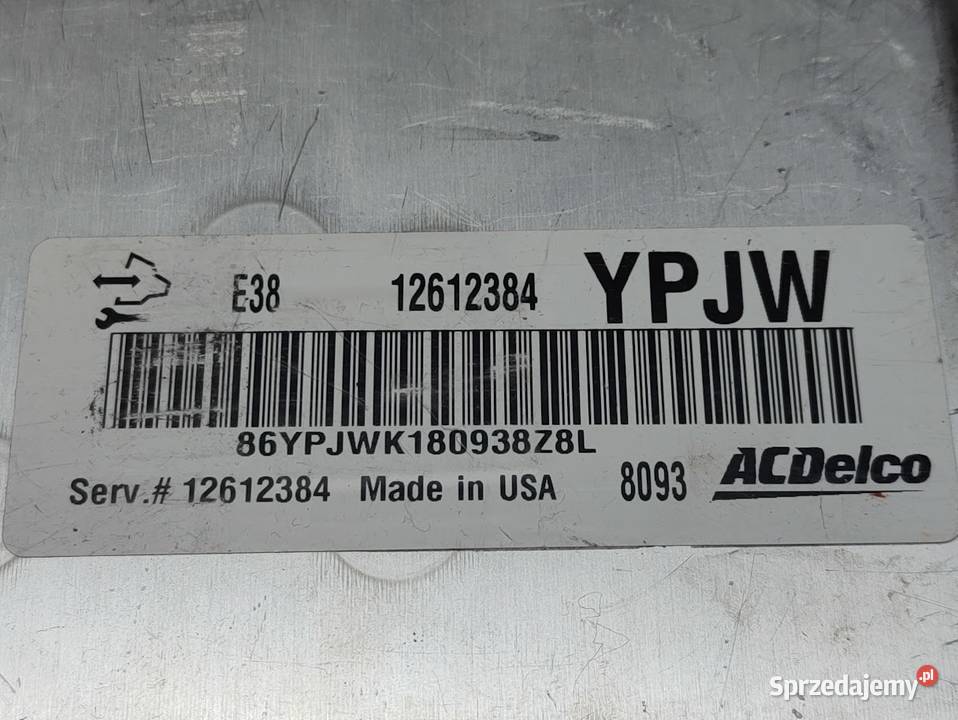 E38 12612384 YPJW
86YPJWK180938Z8L
Serv.# 12612384 Made in USA 8093 ACDelco
Sprzedajemy.pl